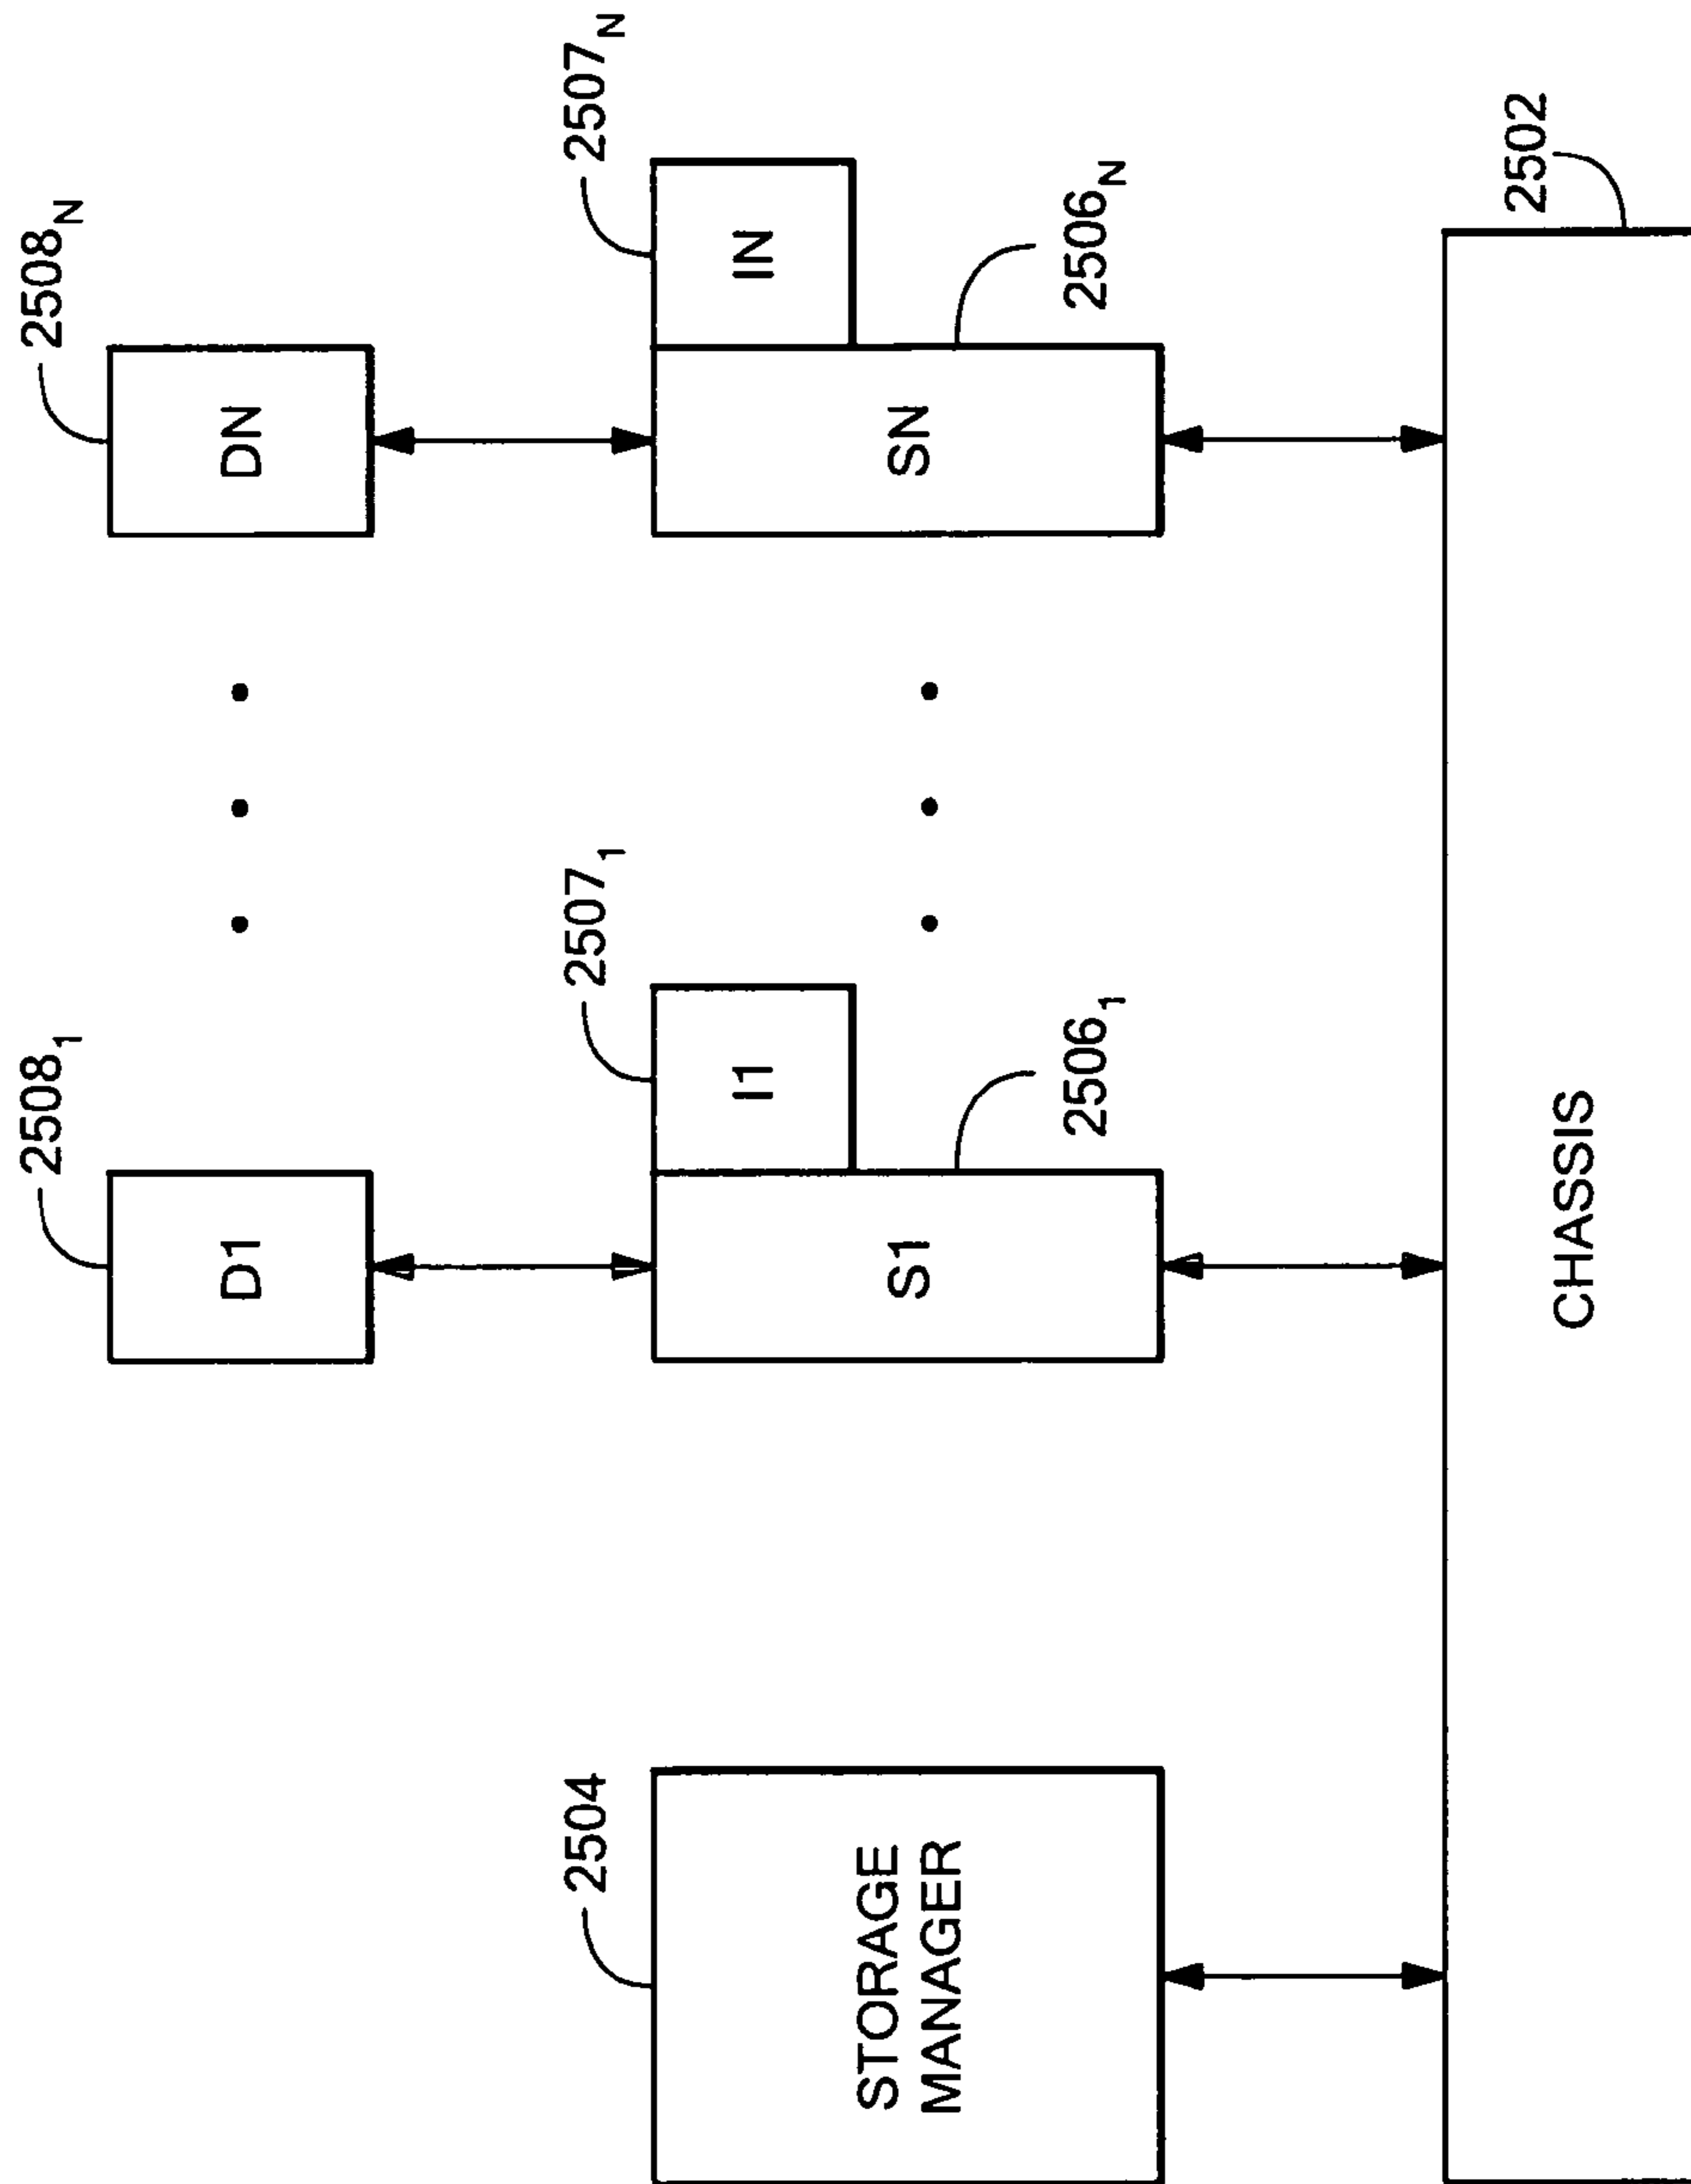 2508₁
2508N
D1
• • •
DN
2504
2507₁
2507N
I1
IN
STORAGE
MANAGER
S1
• • •
SN
2506₁
2506N
2502
CHASSIS